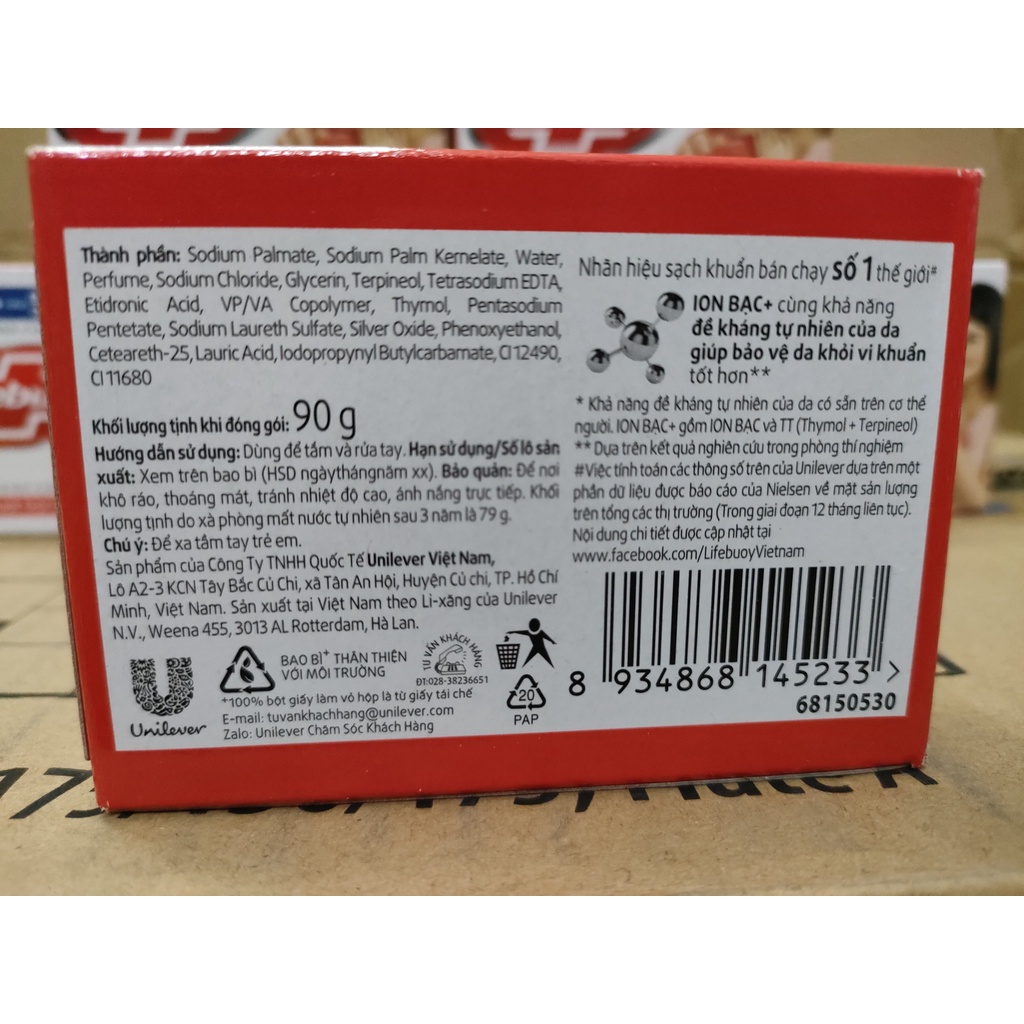 Thành phần: Sodium Palmate, Sodium Palm Kernelate, Water,
Perfume, Sodium Chloride, Glycerin, Terpineol, Tetrasodium EDTA,
Etidronic Acid, VP/VA Copolymer, Thymol, Pentasodium
Pentetate, Sodium Laureth Sulfate, Silver Oxide, Phenoxyethanol,
Ceteareth-25, Lauric Acid, Iodopropynyl Butylcarbamate, CI 12490,
CI 11680
Khối lượng tịnh khi đóng gói: 90 g
Hướng dẫn sử dụng: Dùng để tắm và rửa tay. Hạn sử dụng/Số lô sản
xuất: Xem trên bao bì (HSD ngàythángnăm xx). Bảo quản: Để nơi
khô ráo, thoáng mát, tránh nhiệt độ cao, ánh nắng trực tiếp. Khối
lượng tịnh do xà phòng mất nước tự nhiên sau 3 năm là 79 g.
Chú ý: Để xa tầm tay trẻ em.
Sản phẩm của Công Ty TNHH Quốc Tế Unilever Việt Nam,
Lô A2-3 KCN Tây Bắc Củ Chi, xã Tân An Hội, Huyện Củ chi, TP. Hồ Chí
Minh, Việt Nam. Sản xuất tại Việt Nam theo Li-xăng của Unilever
N.V., Weena 455, 3013 AL Rotterdam, Hà Lan.
Unilever
BAO BÌ+ THÂN THIỆN
VỚI MÔI TRƯỜNG
TƯ VẤN KHÁCH HÀNG
ĐT:028-38236651
+100% bột giấy làm vỏ hộp là từ giấy tái chế
E-mail: tuvankhachhang@unilever.com
Zalo: Unilever Chăm Sóc Khách Hàng
20
PAP
Nhãn hiệu sạch khuẩn bán chạy số 1 thế giới#
ION BẠC+ cùng khả năng
đề kháng tự nhiên của da
giúp bảo vệ da khỏi vi khuẩn
tốt hơn**
* Khả năng đề kháng tự nhiên của da có sẵn trên cơ thể
người. ION BẠC+ gồm ION BẠC và TT (Thymol + Terpineol)
** Dựa trên kết quả nghiên cứu trong phòng thí nghiệm
#Việc tính toán các thông số trên của Unilever dựa trên một
phần dữ liệu được báo cáo của Nielsen về mặt sản lượng
trên tổng các thị trường (Trong giai đoạn 12 tháng liên tục).
Nội dung chi tiết được cập nhật tại
www.facebook.com/LifebuoyVietnam
8 934868 145233 >
68150530